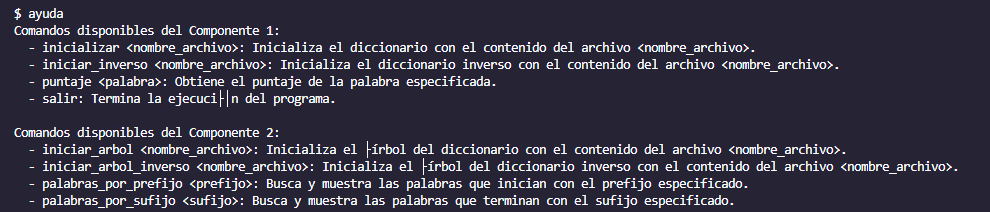 $ ayuda
Comandos disponibles del Componente 1:
- inicializar <nombre_archivo>: Inicializa el diccionario con el contenido del archivo <nombre_archivo>.
- iniciar_inverso <nombre_archivo>: Inicializa el diccionario inverso con el contenido del archivo <nombre_archivo>.
- puntaje <palabra>: Obtiene el puntaje de la palabra especificada.
- salir: Termina la ejecuci├│n del programa.
Comandos disponibles del Componente 2:
- iniciar_arbol <nombre_archivo>: Inicializa el ├írbol del diccionario con el contenido del archivo <nombre_archivo>.
- iniciar_arbol_inverso <nombre_archivo>: Inicializa el ├írbol del diccionario inverso con el contenido del archivo <nombre_archivo>.
- palabras_por_prefijo <prefijo>: Busca y muestra las palabras que inician con el prefijo especificado.
- palabras_por_sufijo <sufijo>: Busca y muestra las palabras que terminan con el sufijo especificado.